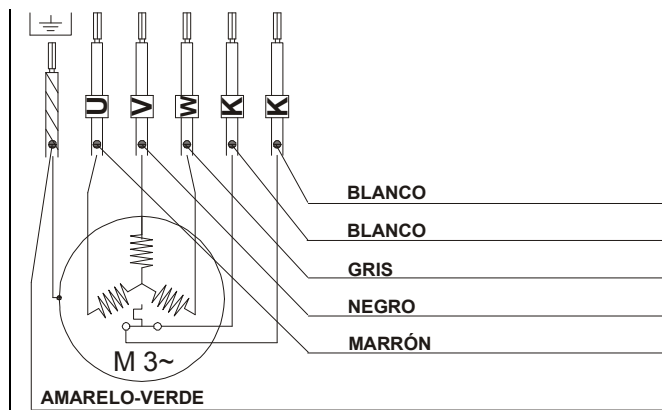 U V W K K
BLANCO
BLANCO
GRIS
NEGRO
MARRÓN
M 3~
AMARELO-VERDE